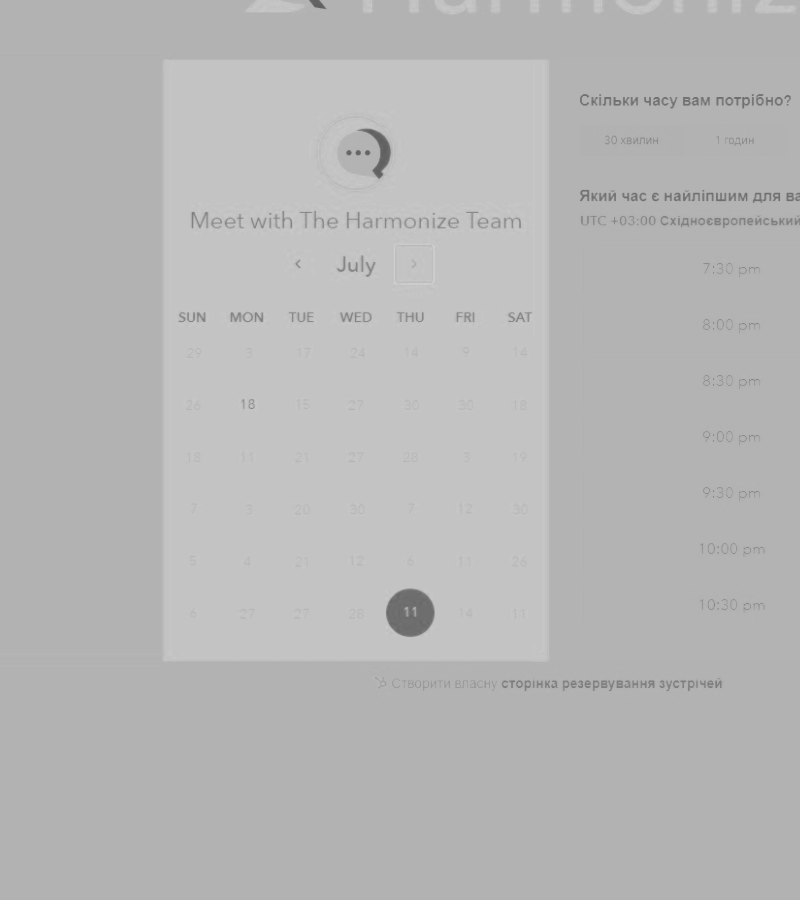 Harmoniz
Meet with The Harmonize Team
‹ July ›
SUN MON TUE WED THU FRI SAT
29 3 17 24 14 9 14
26 18 15 27 30 30 18
18 11 21 27 28 3 19
7 3 20 30 7 12 30
5 4 21 12 6 11 26
6 27 27 28 11 14 11
Скільки часу вам потрібно?
30 хвилин 1 годин
Який час є найліпшим для ва
UTC +03:00 Східноєвропейський
7:30 pm
8:00 pm
8:30 pm
9:00 pm
9:30 pm
10:00 pm
10:30 pm
Створити власну сторінка резервування зустрічей